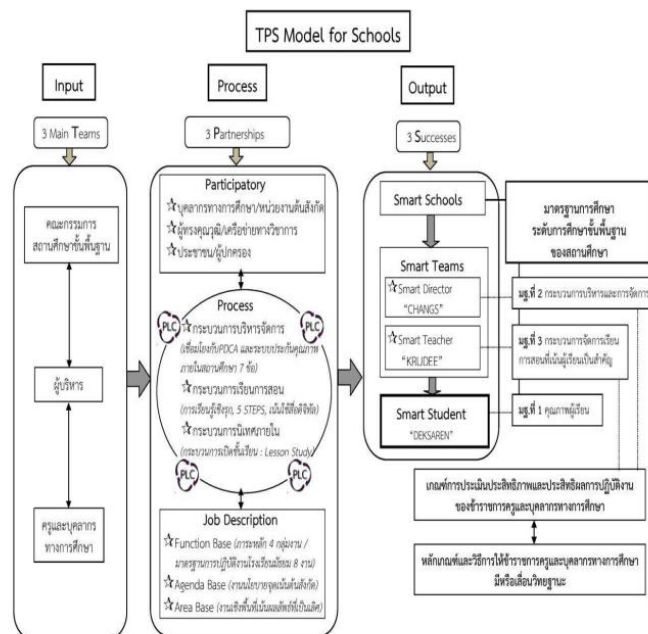 TPS Model for Schools
Input
3 Main Teams
คณะกรรมการ
สถานศึกษาขั้นพื้นฐาน
ผู้บริหาร
ครูและบุคลากร
ทางการศึกษา
Process
3 Partnerships
Participatory
☆บุคลากรทางการศึกษา/หน่วยงานต้นสังกัด
☆ผู้ทรงคุณวุฒิ/เครือข่ายทางวิชาการ
☆ประชาชน/ผู้ปกครอง
PLC
PLC
Process
☆กระบวนการบริหารจัดการ
(เชื่อมโยงกับPDCA และระบบประกันคุณภาพ
ภายในสถานศึกษา 7 ข้อ)
☆กระบวนการเรียนการสอน
(การเรียนรู้เชิงรุก, 5 STEPS, เน้นใช้สื่อดิจิทัล)
☆กระบวนการนิเทศภายใน
(กระบวนการเปิดชั้นเรียน : Lesson Study)
PLC
PLC
Job Description
☆Function Base (ภาระหลัก 4 กลุ่มงาน /
มาตรฐานการปฏิบัติงานโรงเรียนมัธยม 8 งาน)
☆Agenda Base (งานนโยบายจุดเน้นต้นสังกัด)
☆Area Base (งานเชิงพื้นที่เน้นผลลัพธ์ที่เป็นเลิศ)
Output
3 Successes
Smart Schools
Smart Teams
☆Smart Director
"CHANGS"
☆Smart Teacher
"KRUDEE"
Smart Student
"DEKSAREN"
มาตรฐานการศึกษา
ระดับการศึกษาขั้นพื้นฐาน
ของสถานศึกษา
มฐ.ที่ 2 กระบวนการบริหารและการจัดการ
มฐ.ที่ 3 กระบวนการจัดการเรียน
การสอนที่เน้นผู้เรียนเป็นสำคัญ
มฐ.ที่ 1 คุณภาพผู้เรียน
เกณฑ์การประเมินประสิทธิภาพและประสิทธิผลการปฏิบัติงาน
ของข้าราชการครูและบุคลากรทางการศึกษา
หลักเกณฑ์และวิธีการให้ข้าราชการครูและบุคลากรทางการศึกษา
มีหรือเลื่อนวิทยฐานะ